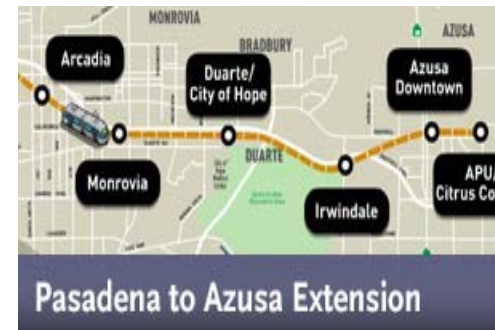 MONROVIA
AZUSA
BRADBURY
Arcadia
Duarte/
City of Hope
Azusa
Downtown
DUARTE
Monrovia
Irwindale
APU/
Citrus Co
Pasadena to Azusa Extension